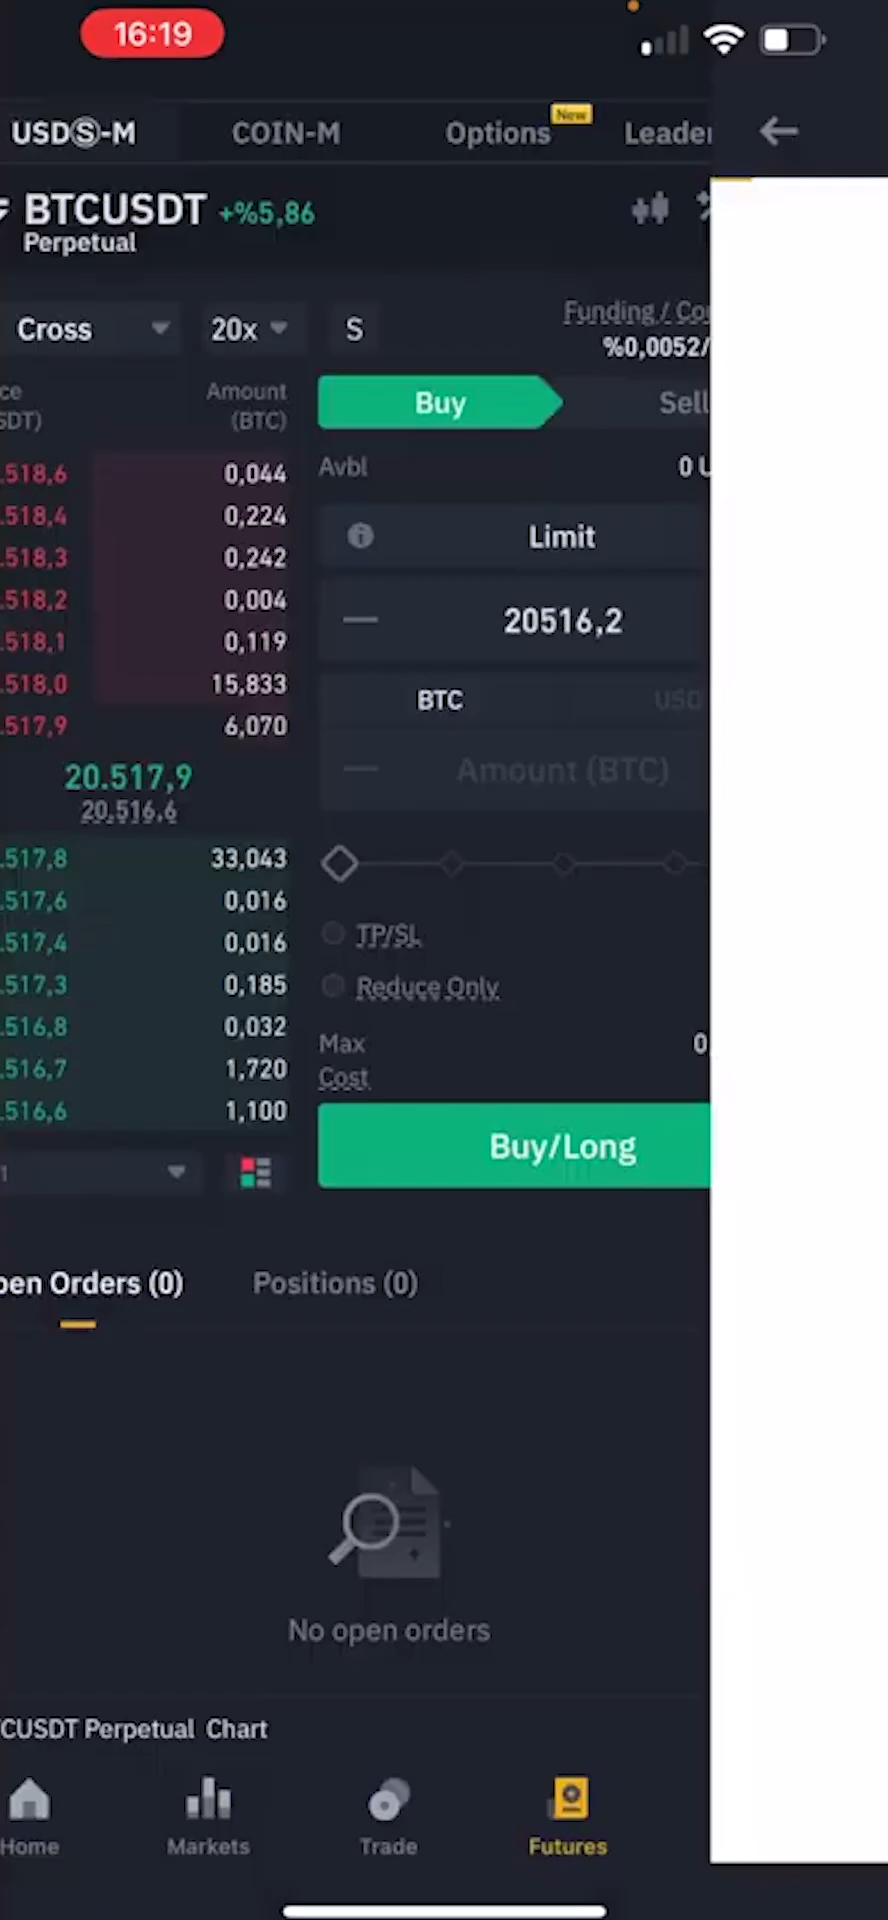 16:19
USDⓈ-M COIN-M Options New
BTCUSDT +%5,86
Perpetual
Cross 20x S Funding /
%0,0052/
Amount
(BTC)
Buy Sell
Avbl 0
.518,6 0,044
.518,4 0,224
.518,3 0,242
.518,2 0,004
.518,1 0,119
.518,0 15,833
.517,9 6,070
20.517,9
20.516,6
.517,8 33,043
.517,6 0,016
.517,4 0,016
.517,3 0,185
.516,8 0,032
.516,7 1,720
.516,6 1,100
Limit
20516,2
BTC USD
Amount (BTC)
TP/SL
Reduce Only
Max 0
Cost
Buy/Long
Orders (0) Positions (0)
No open orders
CUSDT Perpetual Chart
Home Markets Trade Futures